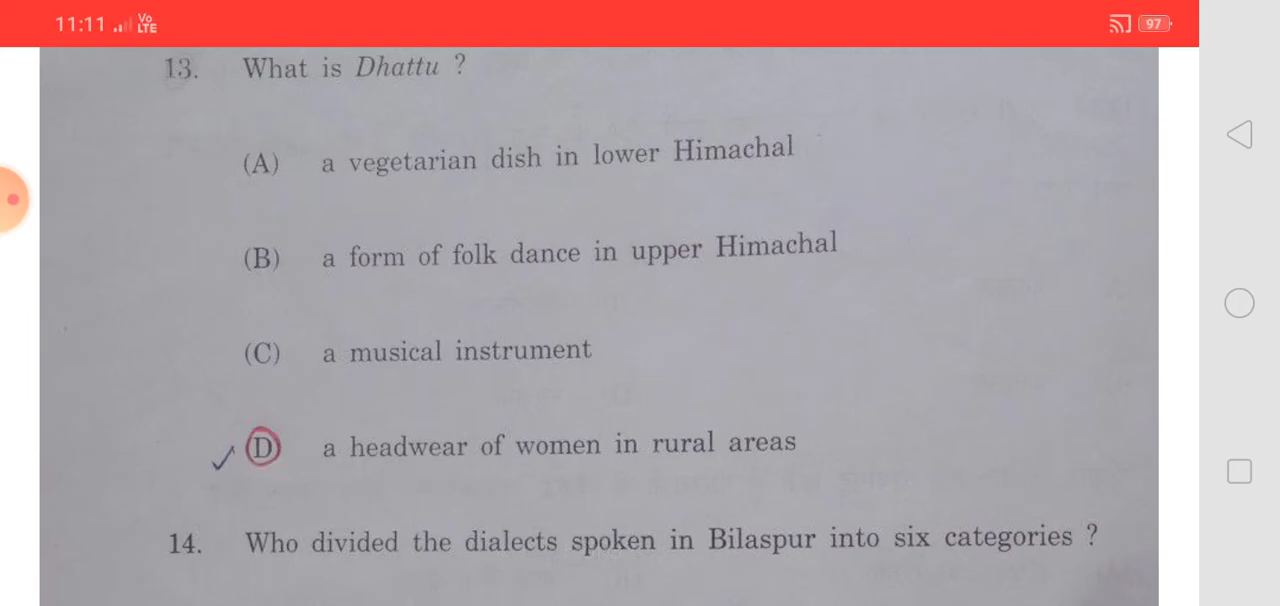 11:11 Vo LTE 97
13. What is Dhattu ?
(A) a vegetarian dish in lower Himachal
(B) a form of folk dance in upper Himachal
(C) a musical instrument
(D) a headwear of women in rural areas
14. Who divided the dialects spoken in Bilaspur into six categories ?